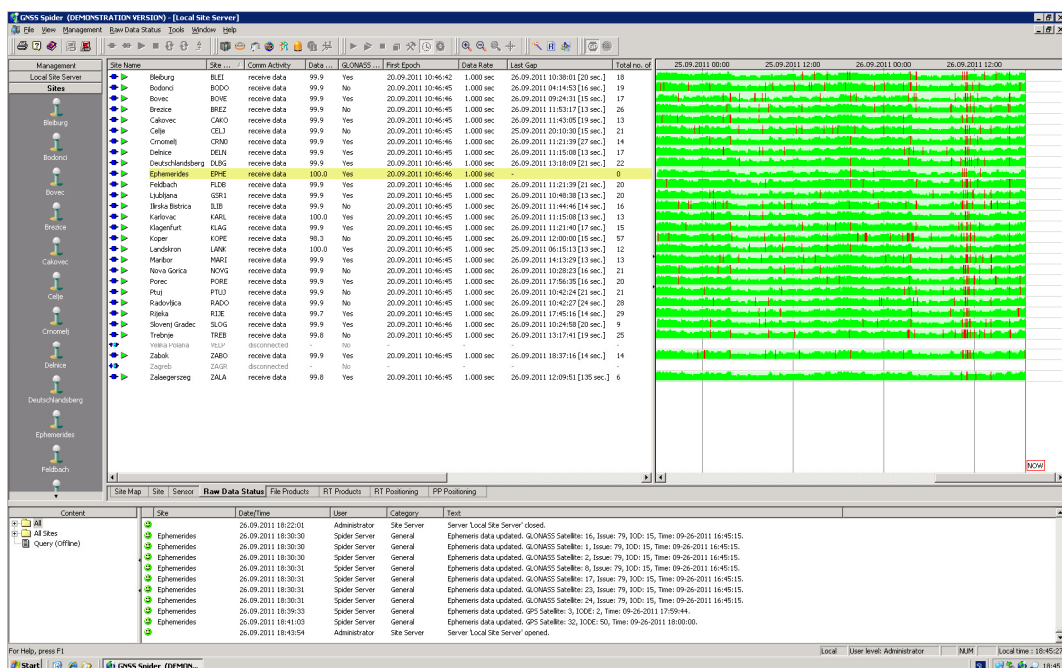 GNSS Spider (DEMONSTRATION VERSION) - [Local Site Server]
File View Management Raw Data Status Tools Window Help
Management
Local Site Server
Sites
Bleiburg
Bodonci
Bovec
Brezice
Cakovec
Celje
Crnomelj
Delnice
Deutschlandsberg
Ephemerides
Feldbach
Site Name Site ... Comm Activity Data ... GLONASS ... First Epoch Data Rate Last Gap Total no. of
Bleiburg BLEI receive data 99.9 Yes 20.09.2011 10:46:42 1.000 sec 26.09.2011 10:38:01 [20 sec.] 18
Bodonci BODO receive data 99.9 No 20.09.2011 10:46:45 1.000 sec 26.09.2011 04:14:53 [16 sec.] 19
Bovec BOVE receive data 99.9 Yes 20.09.2011 10:46:46 1.000 sec 26.09.2011 09:24:31 [15 sec.] 17
Brezice BREZ receive data 99.9 No 20.09.2011 10:46:45 1.000 sec 26.09.2011 11:53:17 [13 sec.] 26
Cakovec CAKO receive data 99.9 Yes 20.09.2011 10:46:46 1.000 sec 26.09.2011 11:43:05 [19 sec.] 13
Celje CELJ receive data 99.9 No 20.09.2011 10:46:45 1.000 sec 25.09.2011 20:10:30 [15 sec.] 21
Crnomelj CRNO receive data 99.9 Yes 20.09.2011 10:46:46 1.000 sec 26.09.2011 11:21:39 [27 sec.] 14
Delnice DELN receive data 99.9 Yes 20.09.2011 10:46:45 1.000 sec 26.09.2011 11:15:08 [13 sec.] 17
Deutschlandsberg DLBG receive data 99.9 Yes 20.09.2011 10:46:46 1.000 sec 26.09.2011 13:18:09 [21 sec.] 22
Ephemerides EPHE receive data 100.0 Yes 20.09.2011 10:46:46 1.000 sec - 0
Feldbach FLDB receive data 99.9 Yes 20.09.2011 10:46:46 1.000 sec 26.09.2011 11:21:39 [21 sec.] 20
Ljubljana GSR1 receive data 99.9 Yes 20.09.2011 10:46:45 1.000 sec 26.09.2011 10:48:38 [13 sec.] 20
Ilirska Bistrica ILIB receive data 99.9 No 20.09.2011 10:46:45 1.000 sec 26.09.2011 11:44:46 [14 sec.] 16
Karlovac KARL receive data 100.0 Yes 20.09.2011 10:46:45 1.000 sec 26.09.2011 11:15:08 [13 sec.] 13
Klagenfurt KLAG receive data 99.9 Yes 20.09.2011 10:46:45 1.000 sec 26.09.2011 11:21:40 [17 sec.] 15
Koper KOPE receive data 98.3 No 20.09.2011 10:46:45 1.000 sec 26.09.2011 12:00:00 [15 sec.] 57
Landskron LANK receive data 100.0 Yes 20.09.2011 10:46:45 1.000 sec 25.09.2011 06:15:13 [13 sec.] 12
Maribor MARI receive data 99.9 Yes 20.09.2011 10:46:45 1.000 sec 26.09.2011 14:13:29 [13 sec.] 13
Nova Gorica NOVG receive data 99.9 No 20.09.2011 10:46:45 1.000 sec 26.09.2011 10:28:23 [16 sec.] 21
Porec PORE receive data 99.9 Yes 20.09.2011 10:46:45 1.000 sec 26.09.2011 17:56:35 [16 sec.] 20
Ptuj PTUJ receive data 99.9 No 20.09.2011 10:46:45 1.000 sec 26.09.2011 10:42:24 [21 sec.] 21
Radovljica RADO receive data 99.9 No 20.09.2011 10:46:45 1.000 sec 26.09.2011 10:42:27 [24 sec.] 28
Rijeka RIJE receive data 99.7 Yes 20.09.2011 10:46:45 1.000 sec 26.09.2011 17:45:16 [14 sec.] 29
Slovenj Gradec SLOG receive data 99.9 Yes 20.09.2011 10:46:45 1.000 sec 26.09.2011 10:24:58 [20 sec.] 9
Trebnje TREB receive data 99.8 No 20.09.2011 10:46:45 1.000 sec 26.09.2011 13:17:41 [19 sec.] 25
Velika Polana VELP disconnected - No - - - -
Zabok ZABO receive data 99.9 Yes 20.09.2011 10:46:45 1.000 sec 26.09.2011 18:37:16 [14 sec.] 14
Zagreb ZAGR disconnected - No - - - -
Zalaegerszeg ZALA receive data 99.8 Yes 20.09.2011 10:46:45 1.000 sec 26.09.2011 12:09:51 [135 sec.] 6
25.09.2011 00:00 25.09.2011 12:00 26.09.2011 00:00 26.09.2011 12:00
NOW
Site Map Site Sensor Raw Data Status File Products RT Products RT Positioning PP Positioning
Content
All
All Sites
Query (Offline)
Site Date/Time User Category Text
26.09.2011 18:22:01 Administrator Site Server Server 'Local Site Server' closed.
Ephemerides 26.09.2011 18:30:30 Spider Server General Ephemeris data updated. GLONASS Satellite: 16, Issue: 79, IOD: 15, Time: 09-26-2011 16:45:15.
Ephemerides 26.09.2011 18:30:30 Spider Server General Ephemeris data updated. GLONASS Satellite: 1, Issue: 79, IOD: 15, Time: 09-26-2011 16:45:15.
Ephemerides 26.09.2011 18:30:30 Spider Server General Ephemeris data updated. GLONASS Satellite: 2, Issue: 79, IOD: 15, Time: 09-26-2011 16:45:15.
Ephemerides 26.09.2011 18:30:31 Spider Server General Ephemeris data updated. GLONASS Satellite: 8, Issue: 79, IOD: 15, Time: 09-26-2011 16:45:15.
Ephemerides 26.09.2011 18:30:31 Spider Server General Ephemeris data updated. GLONASS Satellite: 17, Issue: 79, IOD: 15, Time: 09-26-2011 16:45:15.
Ephemerides 26.09.2011 18:30:31 Spider Server General Ephemeris data updated. GLONASS Satellite: 23, Issue: 79, IOD: 15, Time: 09-26-2011 16:45:15.
Ephemerides 26.09.2011 18:30:31 Spider Server General Ephemeris data updated. GLONASS Satellite: 24, Issue: 79, IOD: 15, Time: 09-26-2011 16:45:15.
Ephemerides 26.09.2011 18:39:33 Spider Server General Ephemeris data updated. GPS Satellite: 3, IODE: 2, Time: 09-26-2011 17:59:44.
Ephemerides 26.09.2011 18:41:03 Spider Server General Ephemeris data updated. GPS Satellite: 32, IODE: 50, Time: 09-26-2011 18:00:00.
26.09.2011 18:43:54 Administrator Site Server Server 'Local Site Server' opened.
For Help, press F1 Local User level: Administrator NUM Local time : 18:45:
Start GNSS Spider (DEMON... 18:45